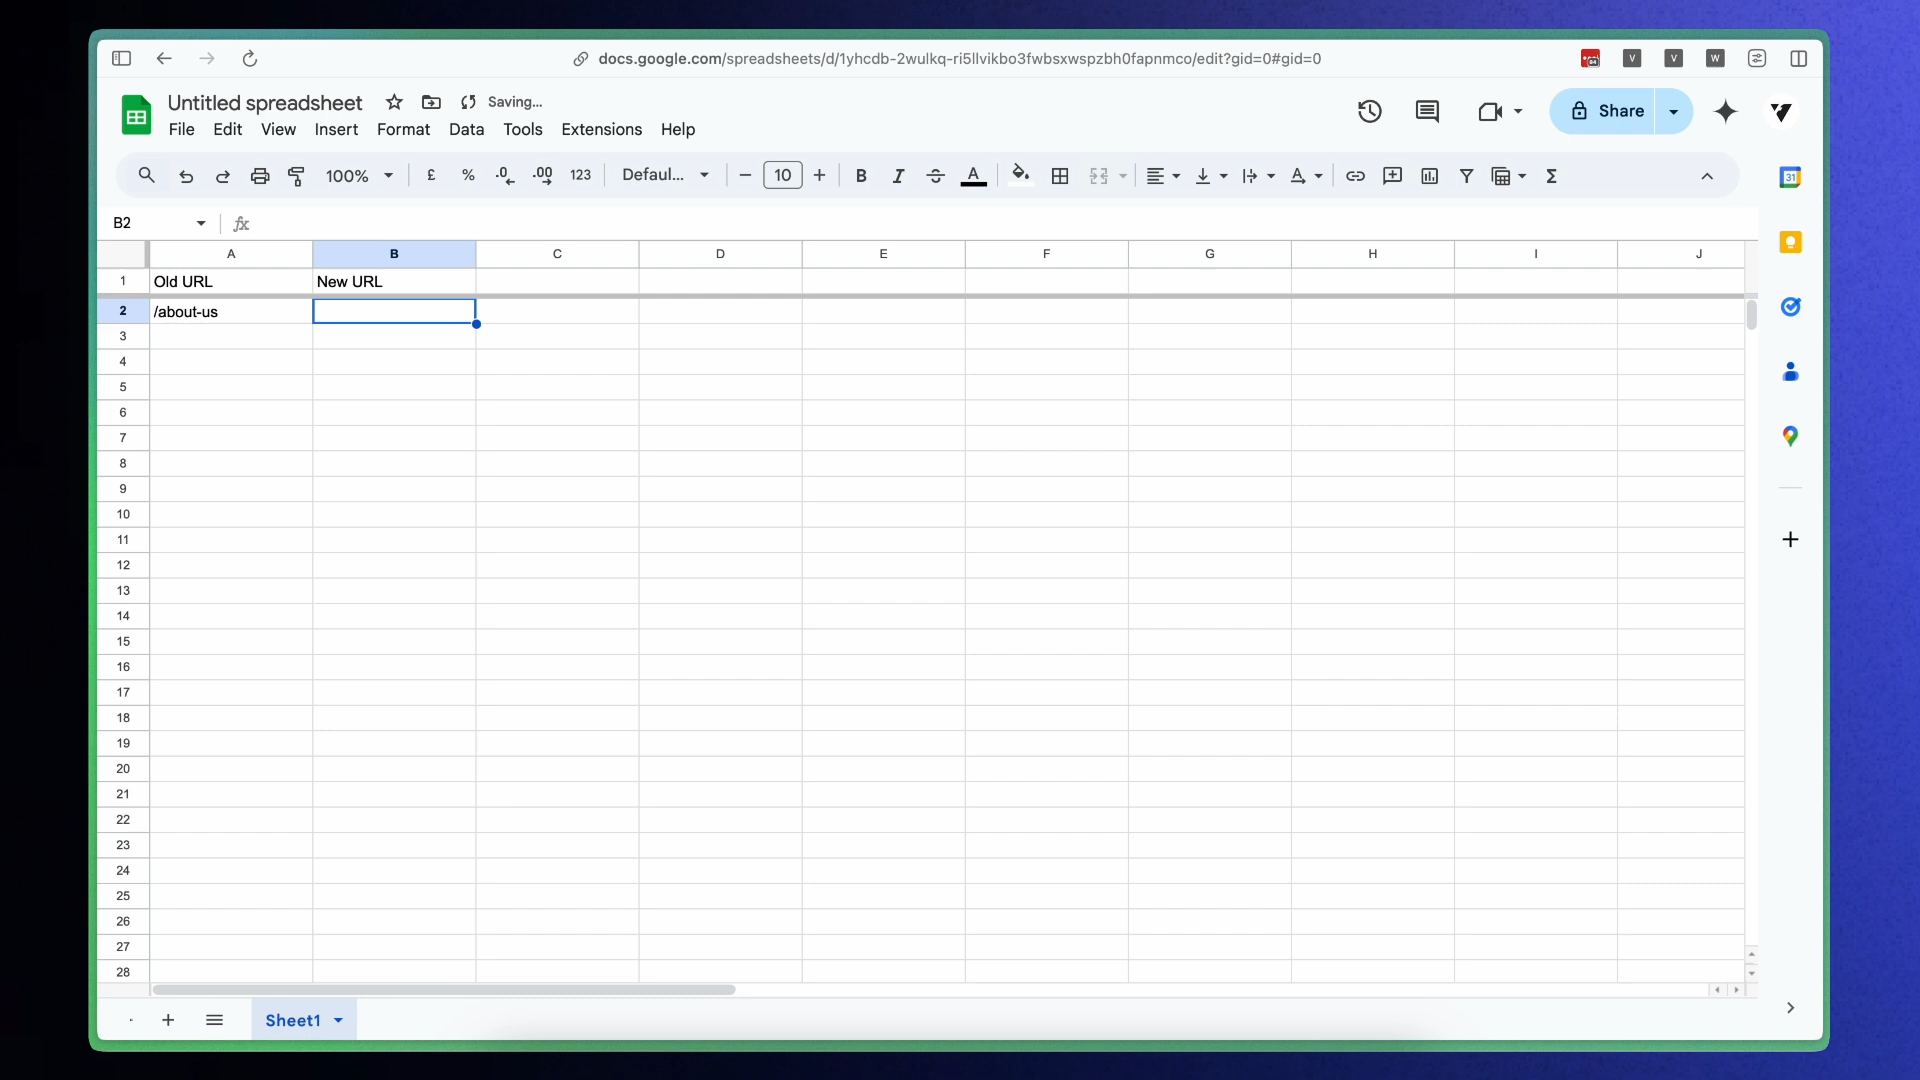 docs.google.com/spreadsheets/d/1yhcdb-2wulkq-ri5llvikbo3fwbsxwspzbh0fapnmco/edit?gid=0#gid=0
V V W
Untitled spreadsheet Saving...
File Edit View Insert Format Data Tools Extensions Help
Share
100% £ % .0 .00 123 Defaul... 10 B I S A A Σ
31
B2 fx
A B C D E F G H I J
1 Old URL New URL
2 /about-us
3
4
5
6
7
8
9
10
11
12
13
14
15
16
17
18
19
20
21
22
23
24
25
26
27
28
Sheet1